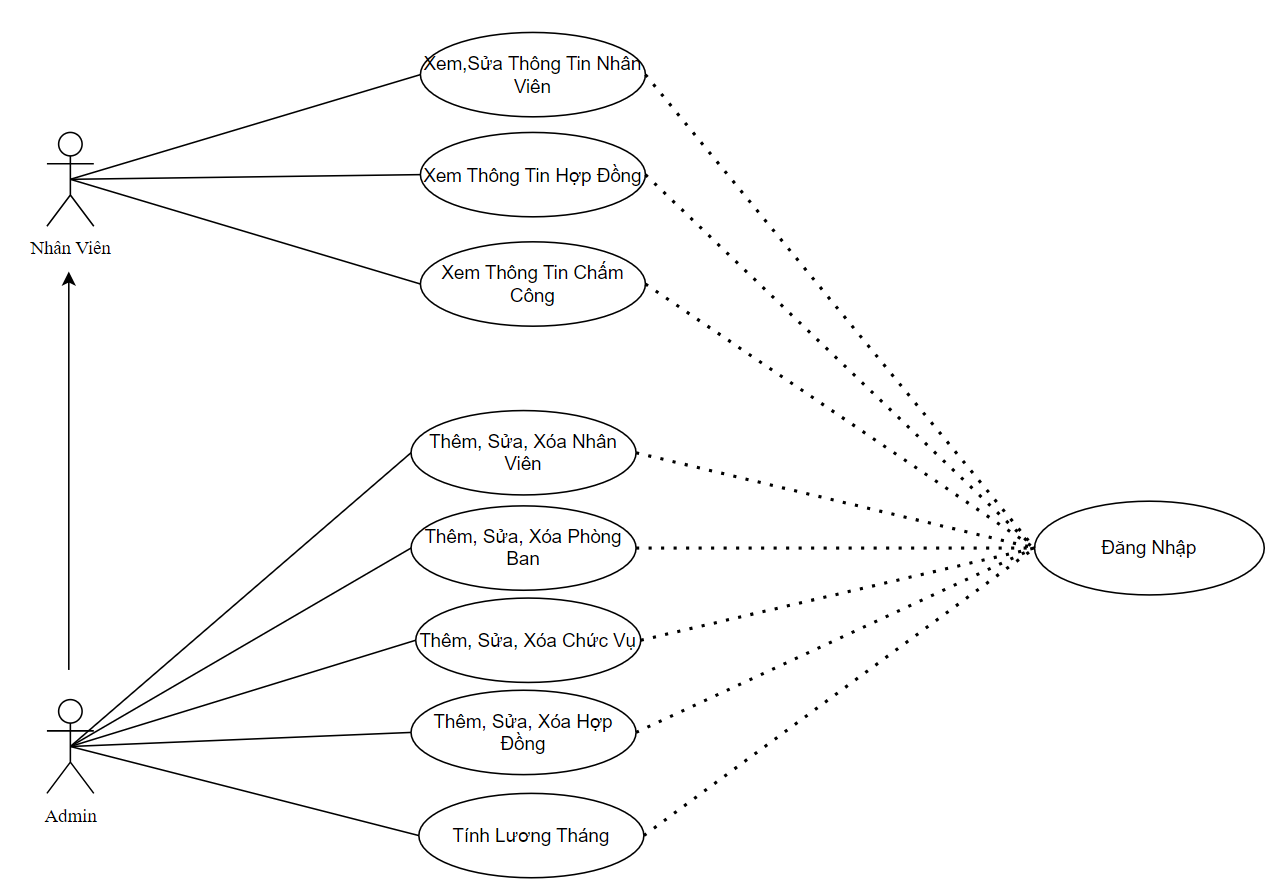 Xem,Sửa Thông Tin Nhân
Viên
Xem Thông Tin Hợp Đồng
Nhân Viên
Xem Thông Tin Chấm
Công
Thêm, Sửa, Xóa Nhân
Viên
Thêm, Sửa, Xóa Phòng
Ban
Đăng Nhập
Thêm, Sửa, Xóa Chức Vụ
Thêm, Sửa, Xóa Hợp
Đồng
Admin
Tính Lương Tháng